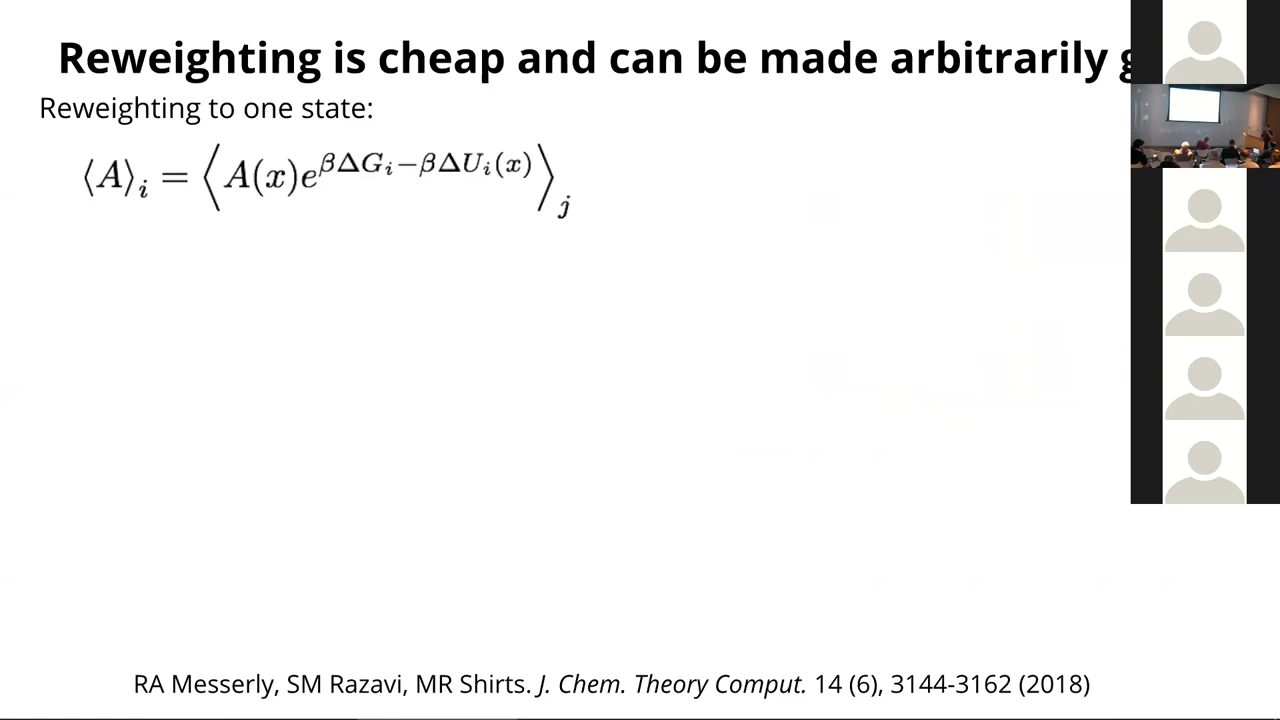 Reweighting is cheap and can be made arbitrarily
Reweighting to one state:
⟨A⟩_i = ⟨A(x)e^{βΔG_i−βΔU_i(x)}⟩_j
RA Messerly, SM Razavi, MR Shirts. J. Chem. Theory Comput. 14 (6), 3144-3162 (2018)